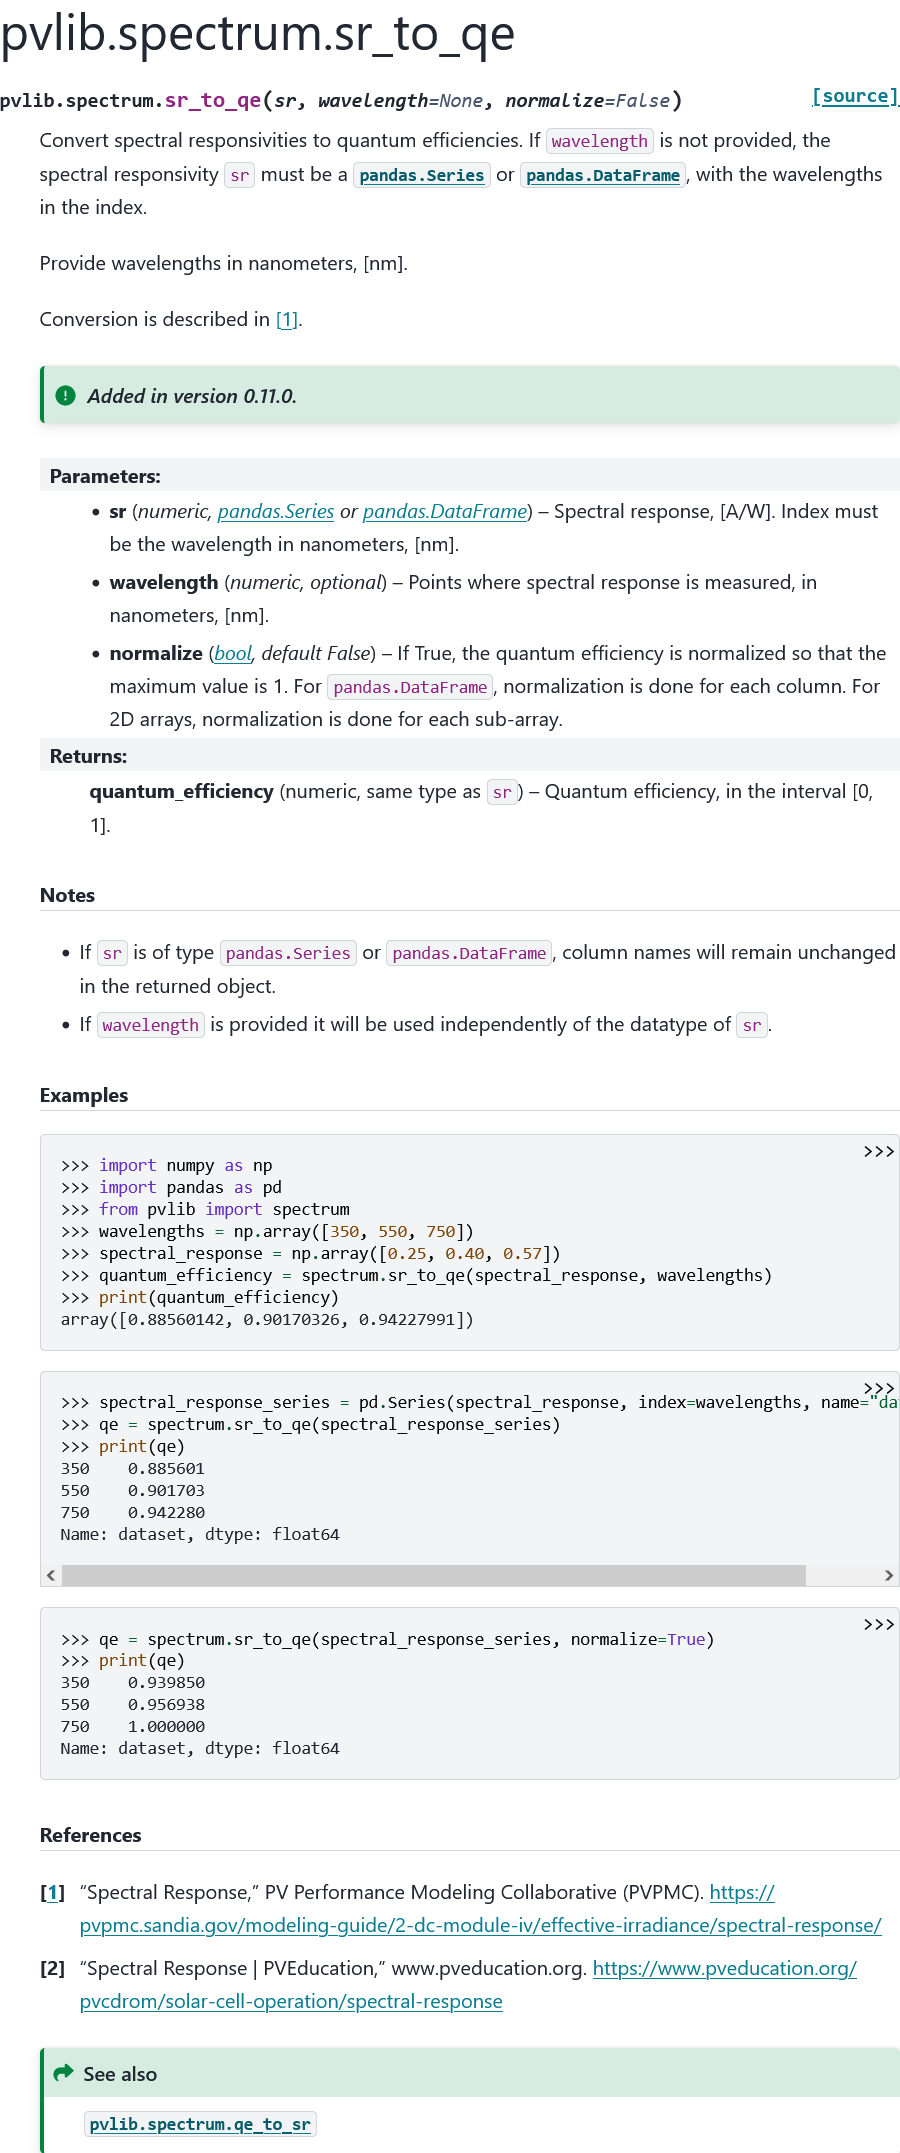 pvlib.spectrum.sr_to_qe
pvlib.spectrum.sr_to_qe(sr, wavelength=None, normalize=False) [source]
Convert spectral responsivities to quantum efficiencies. If wavelength is not provided, the
spectral responsivity sr must be a pandas.Series or pandas.DataFrame, with the wavelengths
in the index.
Provide wavelengths in nanometers, [nm].
Conversion is described in [1].
Added in version 0.11.0.
Parameters:
• sr (numeric, pandas.Series or pandas.DataFrame) – Spectral response, [A/W]. Index must
be the wavelength in nanometers, [nm].
• wavelength (numeric, optional) – Points where spectral response is measured, in
nanometers, [nm].
• normalize (bool, default False) – If True, the quantum efficiency is normalized so that the
maximum value is 1. For pandas.DataFrame, normalization is done for each column. For
2D arrays, normalization is done for each sub-array.
Returns:
quantum_efficiency (numeric, same type as sr) – Quantum efficiency, in the interval [0,
1].
Notes
• If sr is of type pandas.Series or pandas.DataFrame, column names will remain unchanged
in the returned object.
• If wavelength is provided it will be used independently of the datatype of sr.
Examples
>>>
>>> import numpy as np
>>> import pandas as pd
>>> from pvlib import spectrum
>>> wavelengths = np.array([350, 550, 750])
>>> spectral_response = np.array([0.25, 0.40, 0.57])
>>> quantum_efficiency = spectrum.sr_to_qe(spectral_response, wavelengths)
>>> print(quantum_efficiency)
array([0.88560142, 0.90170326, 0.94227991])
>>>
>>> spectral_response_series = pd.Series(spectral_response, index=wavelengths, name="da
>>> qe = spectrum.sr_to_qe(spectral_response_series)
>>> print(qe)
350    0.885601
550    0.901703
750    0.942280
Name: dataset, dtype: float64
>>>
>>> qe = spectrum.sr_to_qe(spectral_response_series, normalize=True)
>>> print(qe)
350    0.939850
550    0.956938
750    1.000000
Name: dataset, dtype: float64
References
[1] “Spectral Response,” PV Performance Modeling Collaborative (PVPMC). https://
pvpmc.sandia.gov/modeling-guide/2-dc-module-iv/effective-irradiance/spectral-response/
[2] “Spectral Response | PVEducation,” www.pveducation.org. https://www.pveducation.org/
pvcdrom/solar-cell-operation/spectral-response
See also
pvlib.spectrum.qe_to_sr